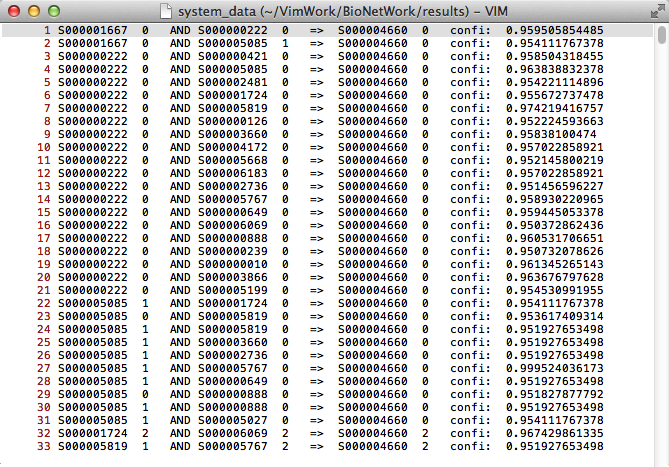 system_data (~/VimWork/BioNetWork/results) – VIM
1 S000001667 0 AND S000000222 0 => S000004660 0 confi: 0.959505854485
2 S000001667 0 AND S000005085 1 => S000004660 0 confi: 0.954111767378
3 S000000222 0 AND S000000421 0 => S000004660 0 confi: 0.958504318455
4 S000000222 0 AND S000005085 0 => S000004660 0 confi: 0.963838832378
5 S000000222 0 AND S000002481 0 => S000004660 0 confi: 0.954221114896
6 S000000222 0 AND S000001724 0 => S000004660 0 confi: 0.955672737478
7 S000000222 0 AND S000005819 0 => S000004660 0 confi: 0.974219416757
8 S000000222 0 AND S000000126 0 => S000004660 0 confi: 0.952224593663
9 S000000222 0 AND S000003660 0 => S000004660 0 confi: 0.95838100474
10 S000000222 0 AND S000004172 0 => S000004660 0 confi: 0.957022858921
11 S000000222 0 AND S000005668 0 => S000004660 0 confi: 0.952145800219
12 S000000222 0 AND S000006183 0 => S000004660 0 confi: 0.957022858921
13 S000000222 0 AND S000002736 0 => S000004660 0 confi: 0.951456596227
14 S000000222 0 AND S000005767 0 => S000004660 0 confi: 0.958930220965
15 S000000222 0 AND S000000649 0 => S000004660 0 confi: 0.959445053378
16 S000000222 0 AND S000006069 0 => S000004660 0 confi: 0.950372862436
17 S000000222 0 AND S000000888 0 => S000004660 0 confi: 0.960531706651
18 S000000222 0 AND S000000239 0 => S000004660 0 confi: 0.950732078626
19 S000000222 0 AND S000000010 0 => S000004660 0 confi: 0.961345265143
20 S000000222 0 AND S000003866 0 => S000004660 0 confi: 0.963676797628
21 S000000222 0 AND S000005199 0 => S000004660 0 confi: 0.954530991955
22 S000005085 1 AND S000001724 0 => S000004660 0 confi: 0.954111767378
23 S000005085 0 AND S000005819 0 => S000004660 0 confi: 0.953617409314
24 S000005085 1 AND S000005819 0 => S000004660 0 confi: 0.951927653498
25 S000005085 1 AND S000003660 0 => S000004660 0 confi: 0.951927653498
26 S000005085 1 AND S000002736 0 => S000004660 0 confi: 0.951927653498
27 S000005085 1 AND S000005767 0 => S000004660 0 confi: 0.999524036173
28 S000005085 1 AND S000000649 0 => S000004660 0 confi: 0.951927653498
29 S000005085 0 AND S000000888 0 => S000004660 0 confi: 0.951827877792
30 S000005085 1 AND S000000888 0 => S000004660 0 confi: 0.951927653498
31 S000005085 1 AND S000005027 0 => S000004660 0 confi: 0.954111767378
32 S000001724 2 AND S000006069 2 => S000004660 2 confi: 0.967429861335
33 S000005819 1 AND S000005767 2 => S000004660 2 confi: 0.951927653498